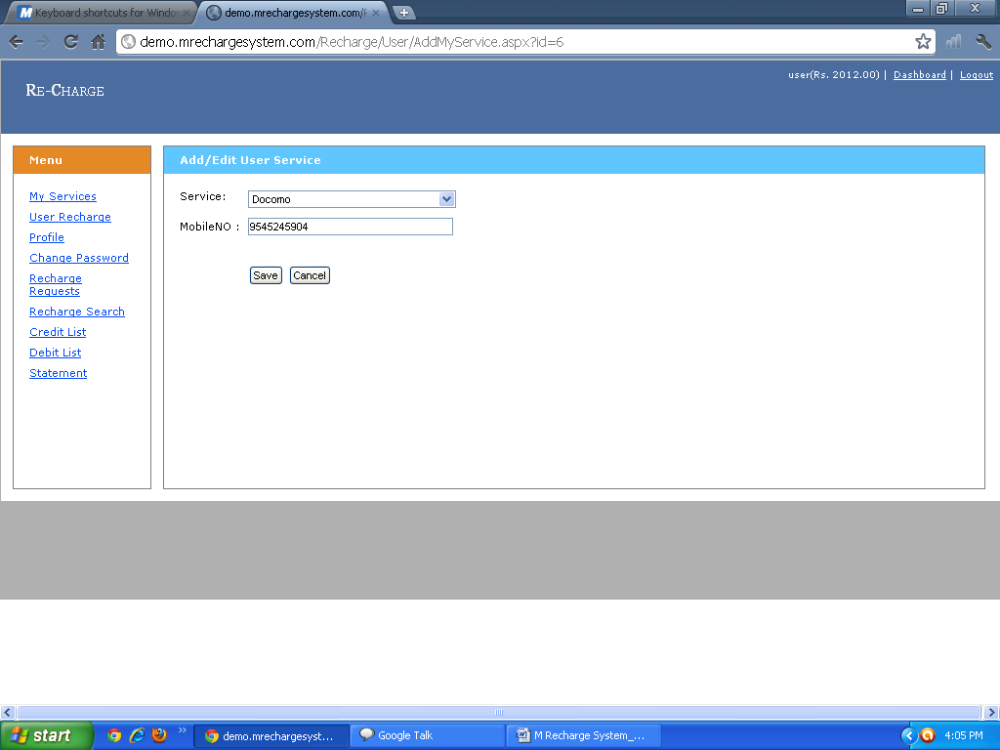 Keyboard shortcuts for Window
demo.mrechargesystem.com/R
demo.mrechargesystem.com/Recharge/User/AddMyService.aspx?id=6
user(Rs. 2012.00) | Dashboard | Logout
RE-CHARGE
Menu
My Services
User Recharge
Profile
Change Password
Recharge
Requests
Recharge Search
Credit List
Debit List
Statement
Add/Edit User Service
Service: Docomo
MobileNO : 9545245904
Save Cancel
start
demo.mrechargesyst...
Google Talk
M Recharge System_...
4:05 PM